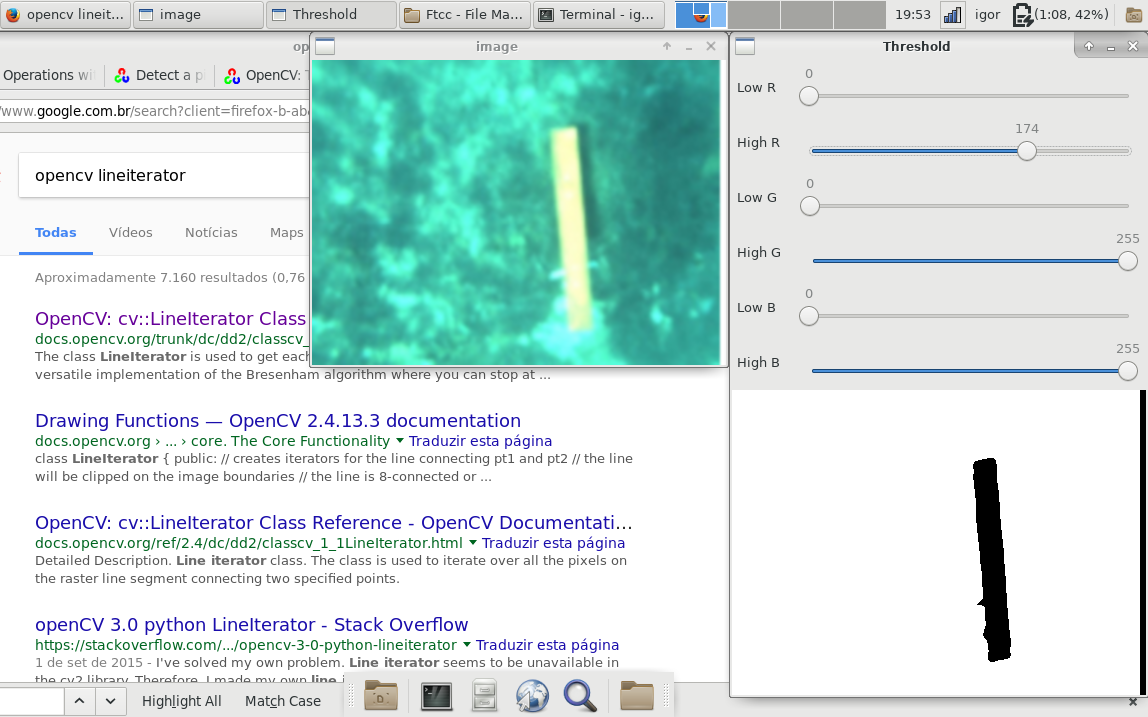 opencv lineit...
image
Threshold
Ftcc - File Ma...
Terminal - ig...
19:53
igor
(1:08, 42%)
op
image
Threshold
Operations wi
Detect a p
OpenCV: T
/www.google.com.br/search?client=firefox-b-ab
opencv lineiterator
Todas
Vídeos
Notícias
Maps
Aproximadamente 7.160 resultados (0,76
OpenCV: cv::LineIterator Class
docs.opencv.org/trunk/dc/dd2/classcv_
The class LineIterator is used to get each
versatile implementation of the Bresenham algorithm where you can stop at ...
Drawing Functions — OpenCV 2.4.13.3 documentation
docs.opencv.org › ... › core. The Core Functionality Traduzir esta página
class LineIterator { public: // creates iterators for the line connecting pt1 and pt2 // the line
will be clipped on the image boundaries // the line is 8-connected or ...
OpenCV: cv::LineIterator Class Reference - OpenCV Documentati...
docs.opencv.org/ref/2.4/dc/dd2/classcv_1_1LineIterator.html Traduzir esta página
Detailed Description. Line iterator class. The class is used to iterate over all the pixels on
the raster line segment connecting two specified points.
openCV 3.0 python LineIterator - Stack Overflow
https://stackoverflow.com/.../opencv-3-0-python-lineiterator Traduzir esta página
1 de set de 2015 - I've solved my own problem. Line iterator seems to be unavailable in
the cv2 library. Therefore, I made my own line i
Highlight All
Match Case
D
Low R
0
High R
174
Low G
0
High G
255
Low B
0
High B
255